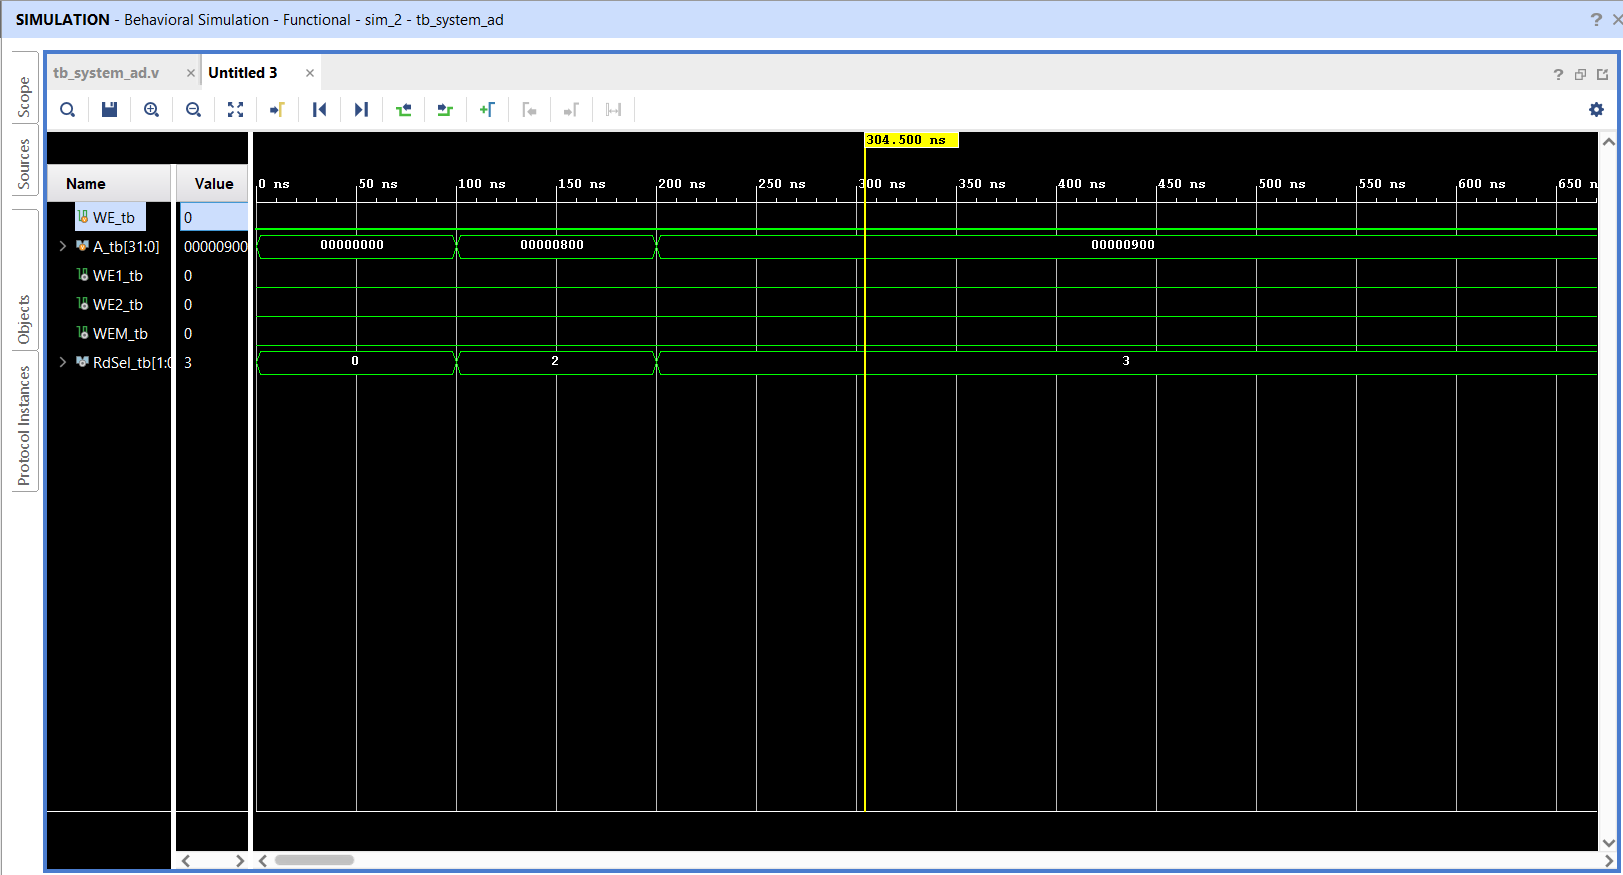 SIMULATION - Behavioral Simulation - Functional - sim_2 - tb_system_ad
? ×
Scope
Sources
Objects
Protocol Instances
tb_system_ad.v × Untitled 3 ×
?
304.500 ns
Name Value
0 ns 50 ns 100 ns 150 ns 200 ns 250 ns 300 ns 350 ns 400 ns 450 ns 500 ns 550 ns 600 ns 650 n
WE_tb 0
A_tb[31:0] 00000900 00000000 00000800 00000900
WE1_tb 0
WE2_tb 0
WEM_tb 0
RdSel_tb[1:0 3 0 2 3